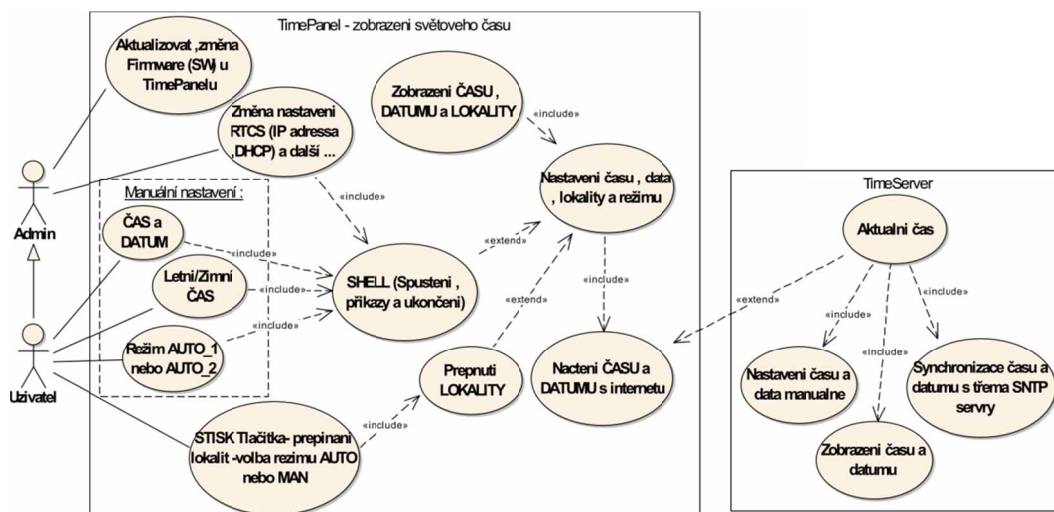 TimePanel - zobrazeni světoveho času
Aktualizovat ,změna
Firmware (SW) u
TimePanelu
Změna nastaveni
RTCS (IP adressa
,DHCP) a další ...
Zobrazeni ČASU ,
DATUMU a LOKALITY
«include»
Nastaveni času , data
, lokality a režimu
«include»
Admin
Manuální nastavení :
ČAS a
DATUM
Letni/Zimní
ČAS
Režim AUTO_1
nebo AUTO_2
«include»
«include»
«include»
SHELL (Spusteni ,
přikazy a ukončeni)
«extend»
«extend»
«include»
Uzivatel
STISK Tlačitka- prepinani
lokalit -volba rezimu AUTO
nebo MAN
«include»
Prepnuti
LOKALITY
Nacteni ČASU a
DATUMU s internetu
TimeServer
Aktualni čas
«extend»
«include»
«include»
«include»
Nastaveni času a
data manualne
Synchronizace času a
datumu s třema SNTP
servry
Zobrazeni času a
datumu